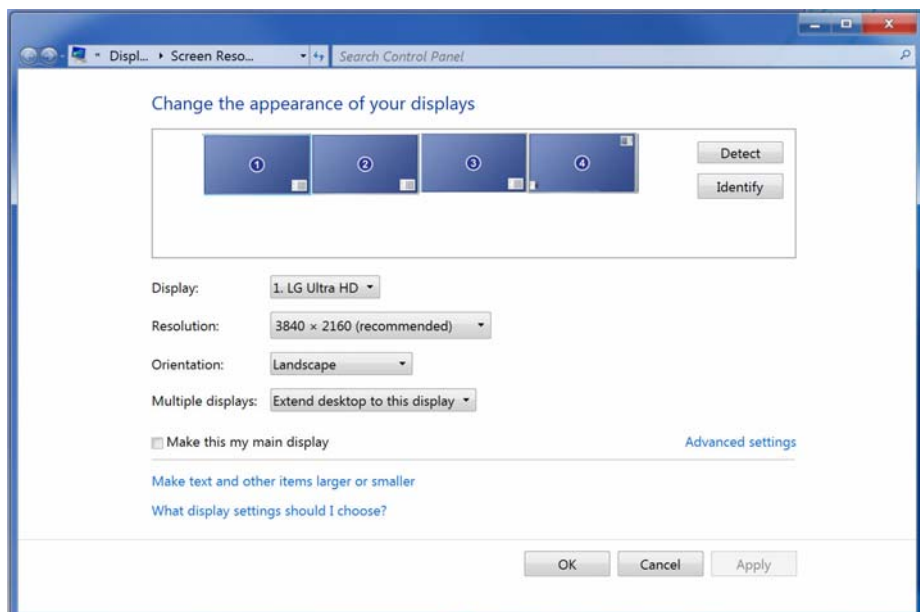 Displ... Screen Reso... Search Control Panel
Change the appearance of your displays
1 2 3 4
Detect
Identify
Display: 1. LG Ultra HD
Resolution: 3840 × 2160 (recommended)
Orientation: Landscape
Multiple displays: Extend desktop to this display
Make this my main display Advanced settings
Make text and other items larger or smaller
What display settings should I choose?
OK Cancel Apply